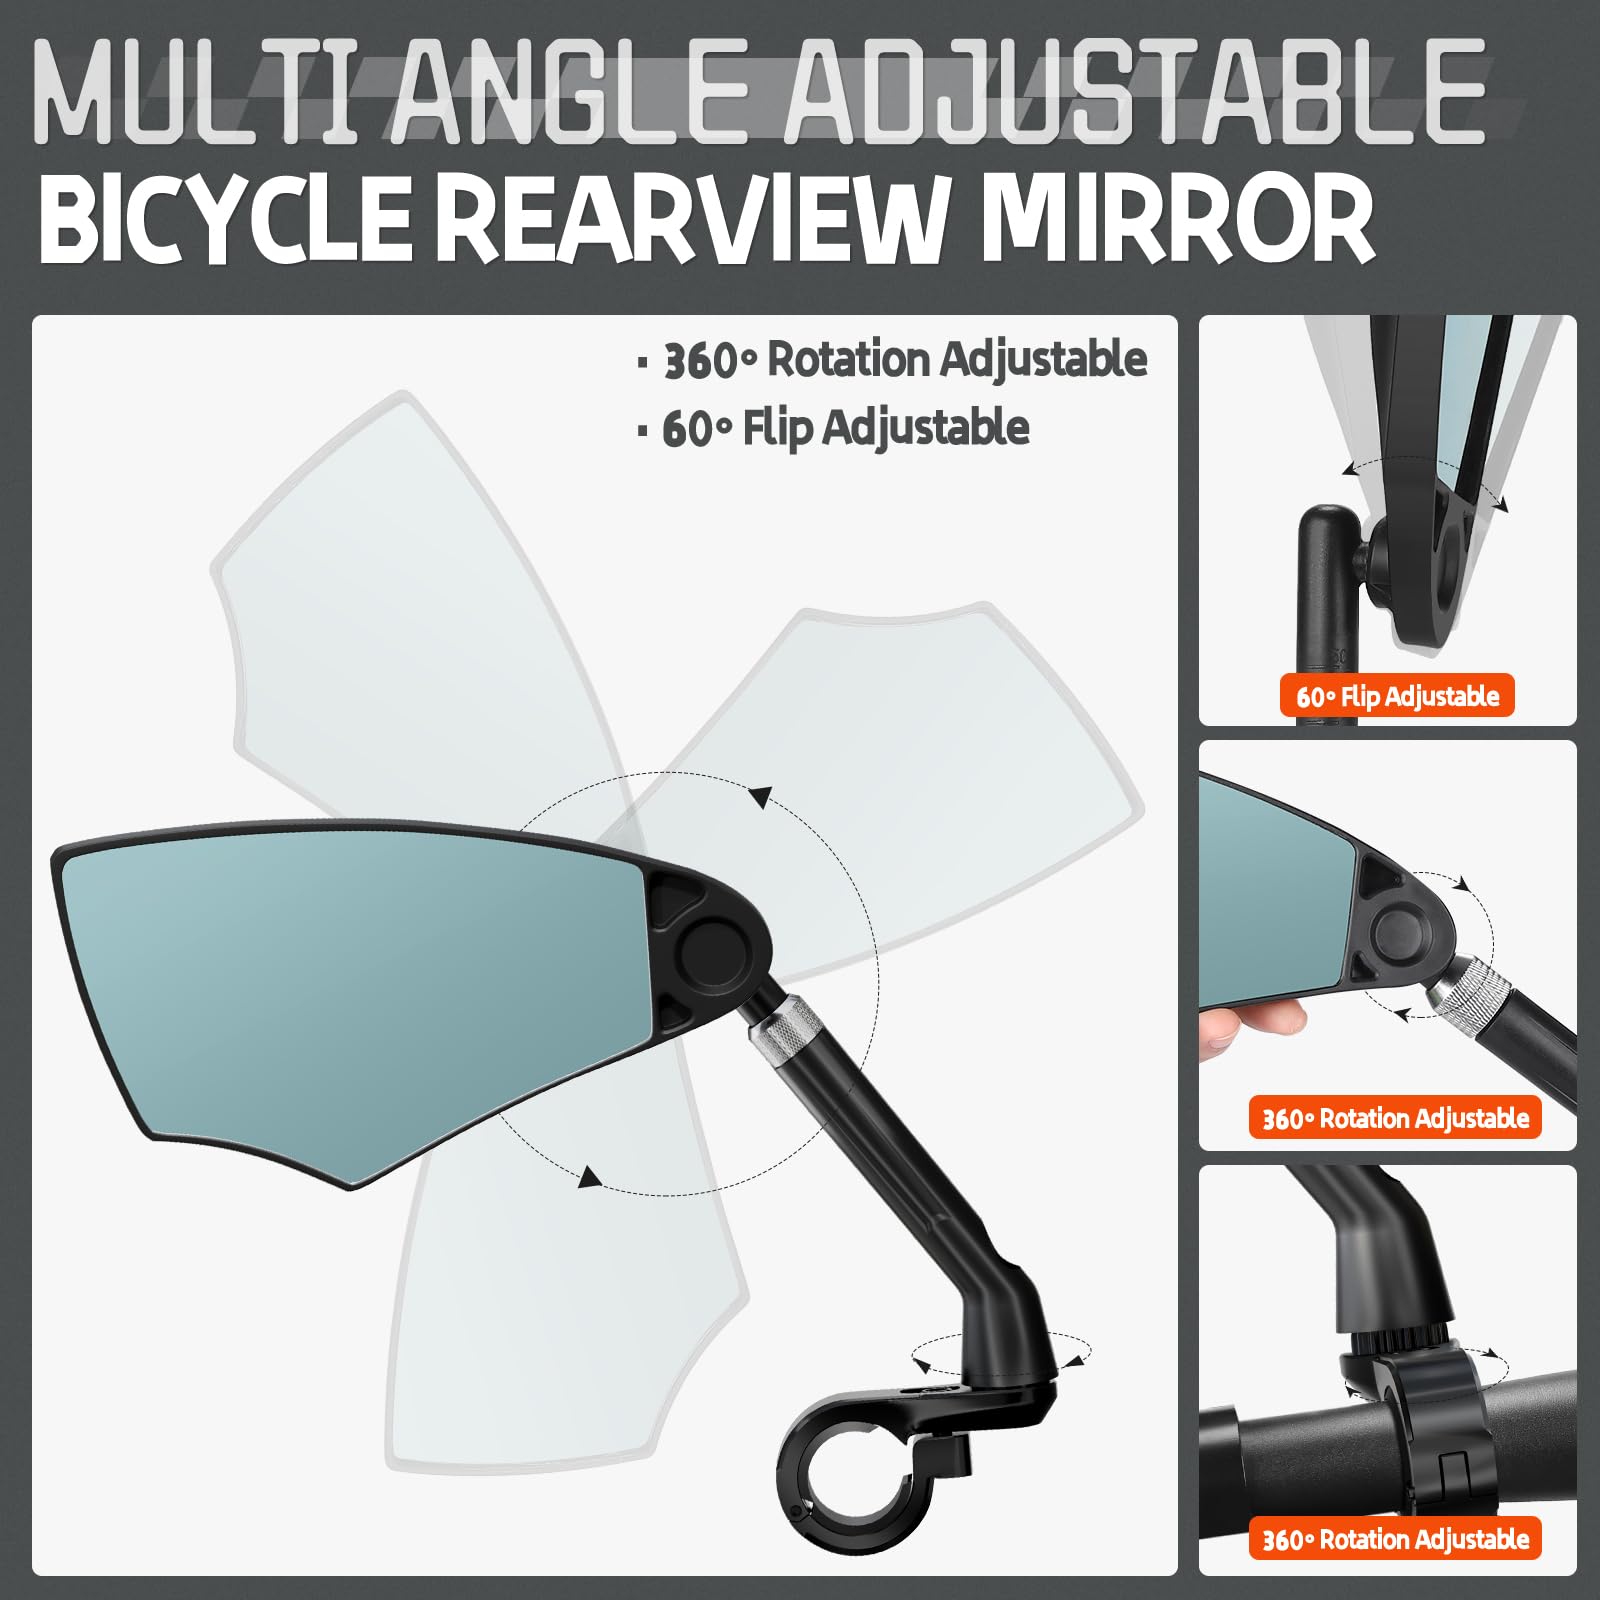 MULTI ANGLE ADJUSTABLE
BICYCLE REARVIEW MIRROR
· 360° Rotation Adjustable
· 60° Flip Adjustable
60° Flip Adjustable
360° Rotation Adjustable
360° Rotation Adjustable